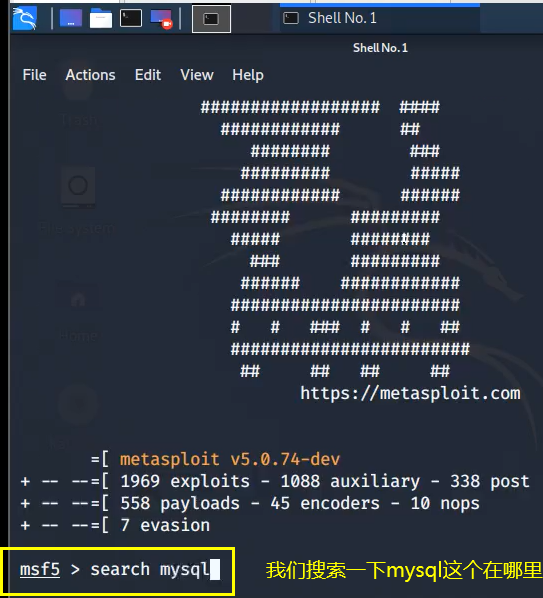 Shell No. 1
Shell No. 1
File Actions Edit View Help
################## ####
############ ##
######## ###
######### #####
############ ######
######## #########
##### ########
### #########
###### ############
#######################
# # ### # # ##
########################
## ## ## ##
https://metasploit.com
=[ metasploit v5.0.74-dev
+ -- --=[ 1969 exploits - 1088 auxiliary - 338 post
+ -- --=[ 558 payloads - 45 encoders - 10 nops
+ -- --=[ 7 evasion
msf5 > search mysql 我们搜索一下mysql这个在哪里